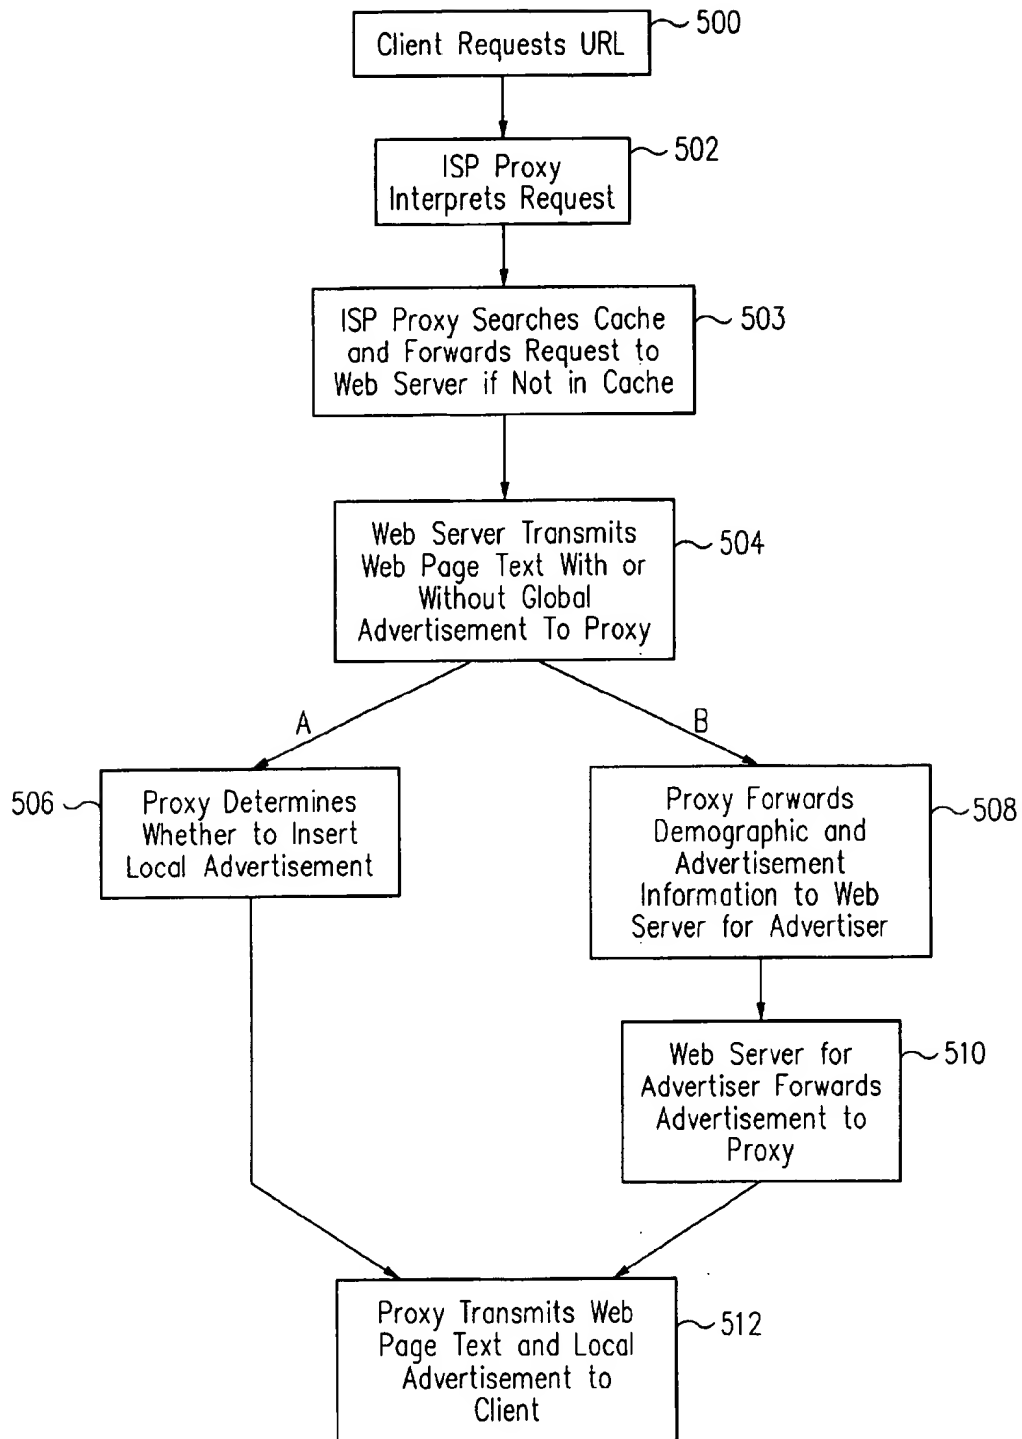 Client Requests URL
500
ISP Proxy
Interprets Request
502
ISP Proxy Searches Cache
and Forwards Request to
Web Server if Not in Cache
503
Web Server Transmits
Web Page Text With or
Without Global
Advertisement To Proxy
504
A
B
506
Proxy Determines
Whether to Insert
Local Advertisement
Proxy Forwards
Demographic and
Advertisement
Information to Web
Server for Advertiser
508
Web Server for
Advertiser Forwards
Advertisement to
Proxy
510
Proxy Transmits Web
Page Text and Local
Advertisement to
Client
512